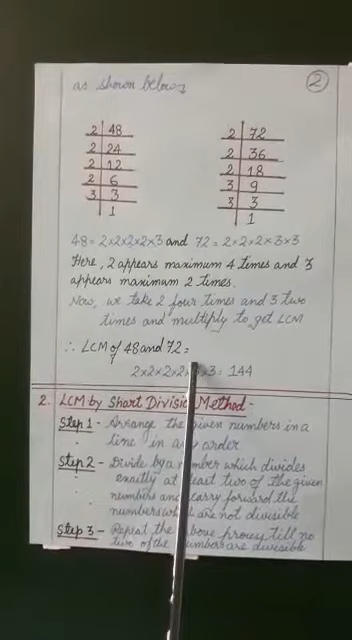 as shown below
2
2 | 48
2 | 24
2 | 12
2 | 6
3 | 3
1
2 | 72
2 | 36
2 | 18
3 | 9
3 | 3
1
48 = 2×2×2×2×3 and 72 = 2×2×2×3×3
Here, 2 appears maximum 4 times and 3
appears maximum 2 times.
Now, we take 2 four times and 3 two
times and multiply to get LCM
∴ LCM of 48 and 72 =
2×2×2×2×3×3 = 144
2. LCM by Short Division Method -
Step 1 - Arrange the given numbers in a
line in any order
Step 2 - Divide by a number which divides
exactly at least two of the given
numbers and carry forward the
numbers which are not divisible
Step 3 - Repeat the above process till no
two of the numbers are divisible